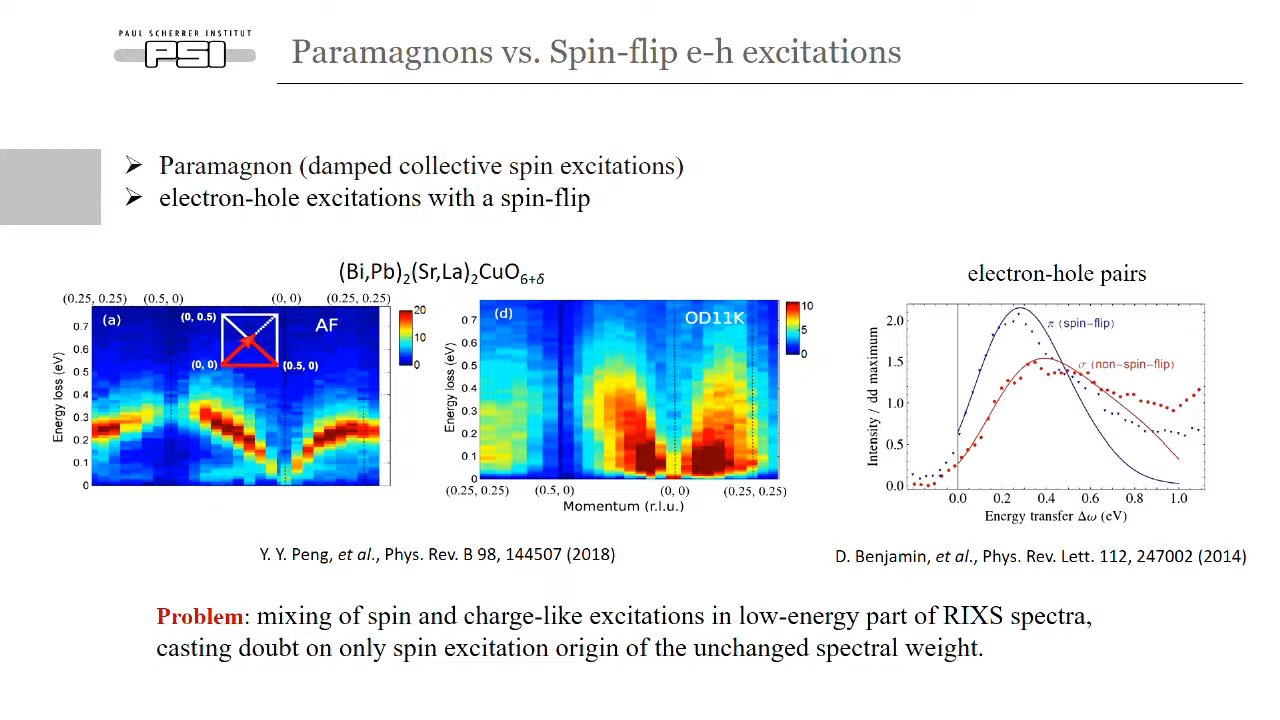 PAUL SCHERRER INSTITUT
PSI
Paramagnons vs. Spin-flip e-h excitations
➢ Paramagnon (damped collective spin excitations)
➢ electron-hole excitations with a spin-flip
(Bi,Pb)₂(Sr,La)₂CuO₆₊δ
(0.25, 0.25) (0.5, 0) (0, 0) (0.25, 0.25)
(a)
(0, 0.5)
AF
(0, 0)
(0.5, 0)
20
10
0
Energy loss (eV)
0.7
0.6
0.5
0.4
0.3
0.2
0.1
0
(d)
OD11K
10
5
0
Energy loss (eV)
0.7
0.6
0.5
0.4
0.3
0.2
0.1
0
(0.25, 0.25) (0.5, 0) (0, 0) (0.25, 0.25)
Momentum (r.l.u.)
Y. Y. Peng, et al., Phys. Rev. B 98, 144507 (2018)
electron-hole pairs
Intensity / dd maximum
2.0
1.5
1.0
0.5
0.0
π (spin-flip)
σ (non-spin-flip)
0.0 0.2 0.4 0.6 0.8 1.0
Energy transfer Δω (eV)
D. Benjamin, et al., Phys. Rev. Lett. 112, 247002 (2014)
Problem: mixing of spin and charge-like excitations in low-energy part of RIXS spectra,
casting doubt on only spin excitation origin of the unchanged spectral weight.